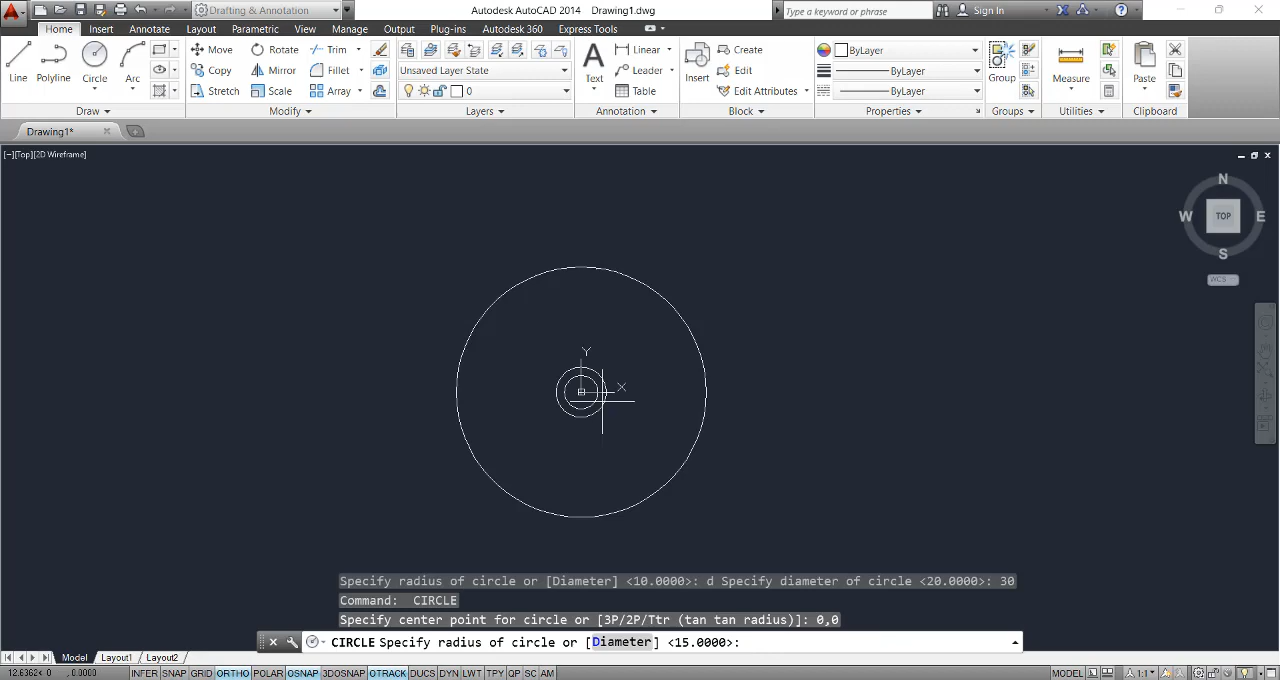 Drafting & Annotation
Autodesk AutoCAD 2014 Drawing1.dwg
Type a keyword or phrase
Sign In
Home Insert Annotate Layout Parametric View Manage Output Plug-ins Autodesk 360 Express Tools
Line Polyline Circle Arc
Draw
Move Rotate Trim
Copy Mirror Fillet
Stretch Scale Array
Modify
Unsaved Layer State
0
Layers
Text
Linear
Leader
Table
Annotation
Insert
Create
Edit
Edit Attributes
Block
ByLayer
ByLayer
ByLayer
Properties
Group
Groups
Measure
Utilities
Paste
Clipboard
Drawing1*
[−][Top][2D Wireframe]
N
W TOP E
S
WCS
Y
X
Specify radius of circle or [Diameter] <10.0000>: d Specify diameter of circle <20.0000>: 30
Command: CIRCLE
Specify center point for circle or [3P/2P/Ttr (tan tan radius)]: 0,0
CIRCLE Specify radius of circle or [Diameter] <15.0000>:
Model Layout1 Layout2
12.6362< 0 , 0.0000 INFER SNAP GRID ORTHO POLAR OSNAP 3DOSNAP OTRACK DUCS DYN LWT TPY QP SC AM MODEL 1:1